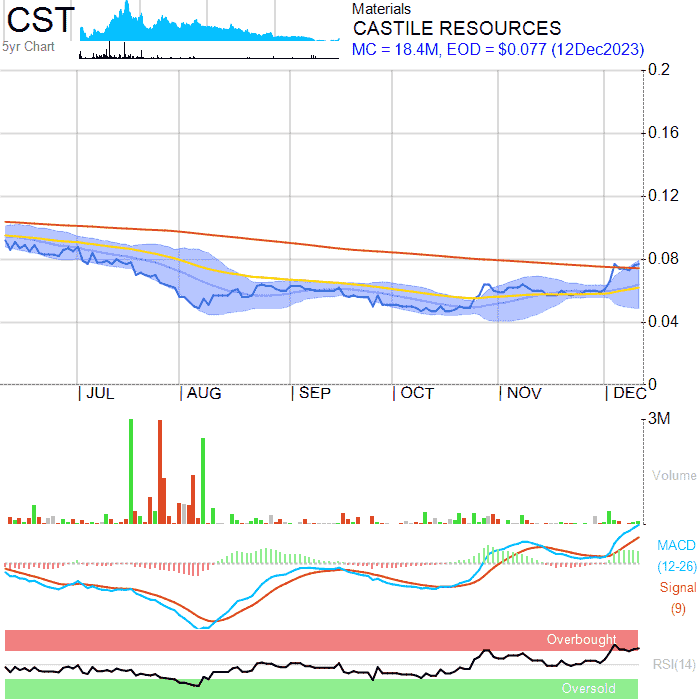 CST
5yr Chart
Materials
CASTILE RESOURCES
MC = 18.4M, EOD = $0.077 (12Dec2023)
0.2
0.16
0.12
0.08
0.04
0
JUL AUG SEP OCT NOV DEC
3M
Volume
MACD
(12-26)
Signal
(9)
Overbought
RSI(14)
Oversold